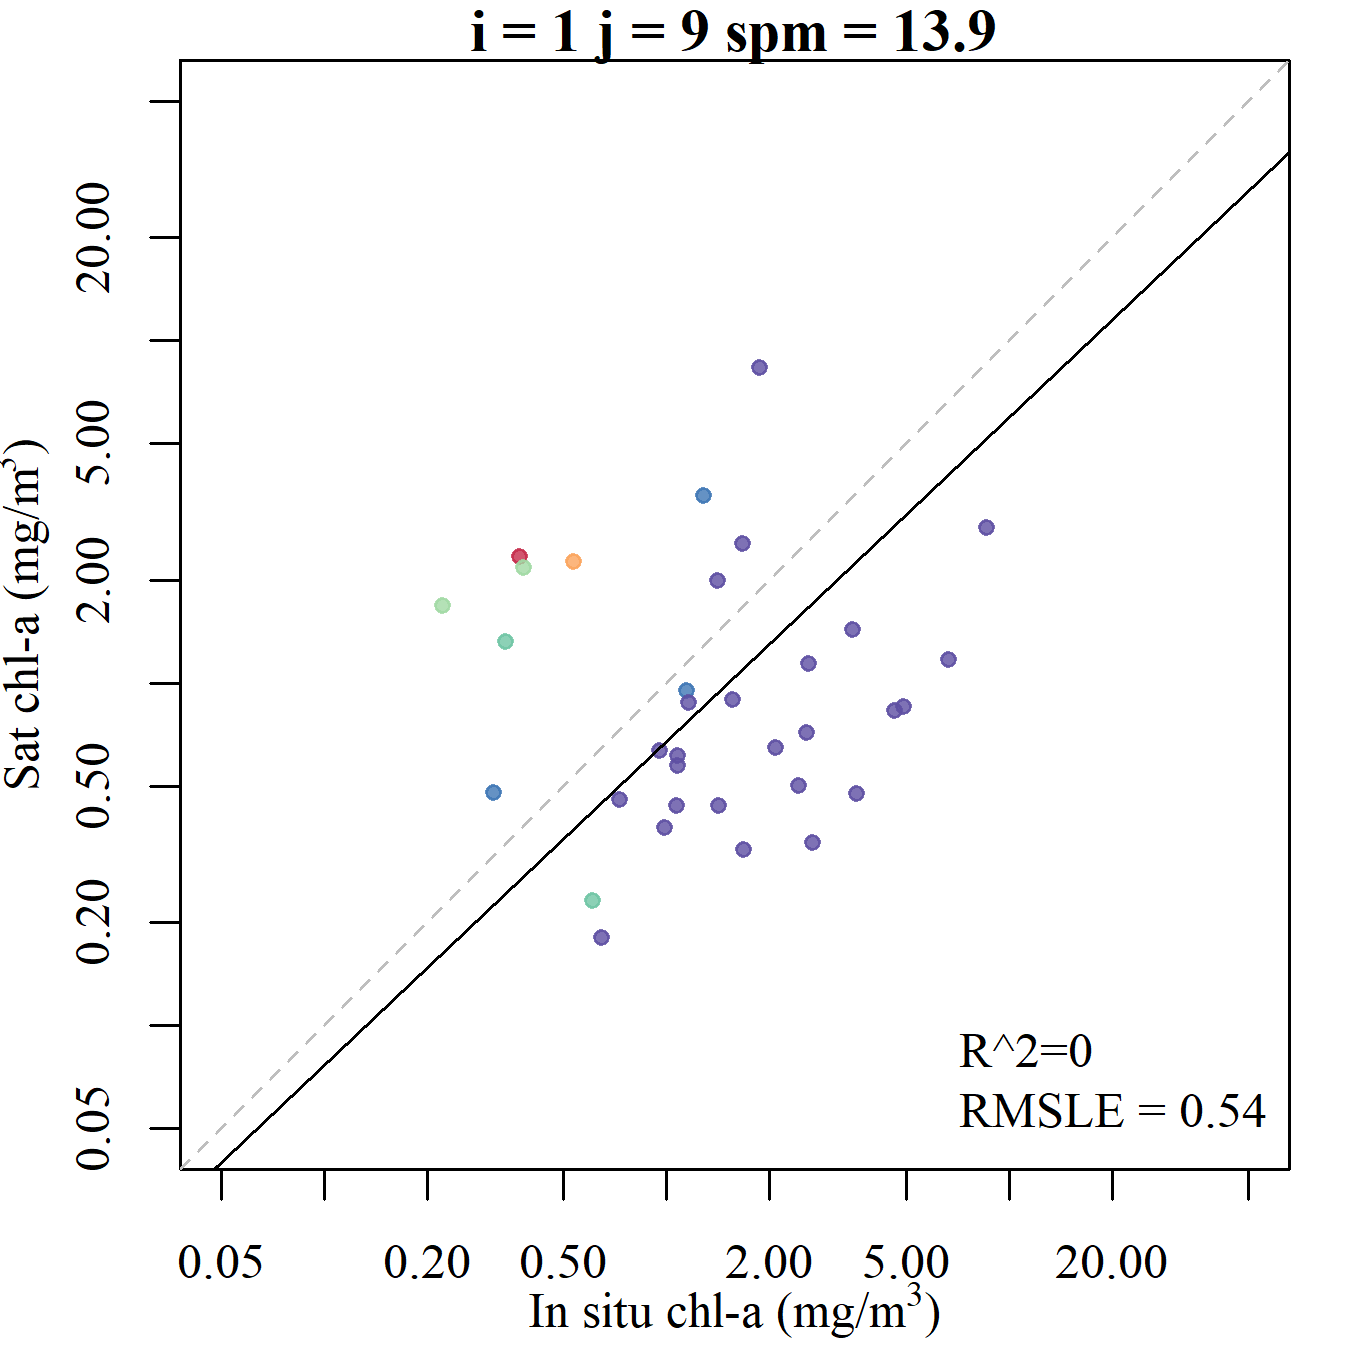 i = 1 j = 9 spm = 13.9
Sat chl-a (mg/m³)
20.00
5.00
2.00
0.50
0.20
0.05
R^2=0
RMSLE = 0.54
0.05 0.20 0.50 2.00 5.00 20.00
In situ chl-a (mg/m³)